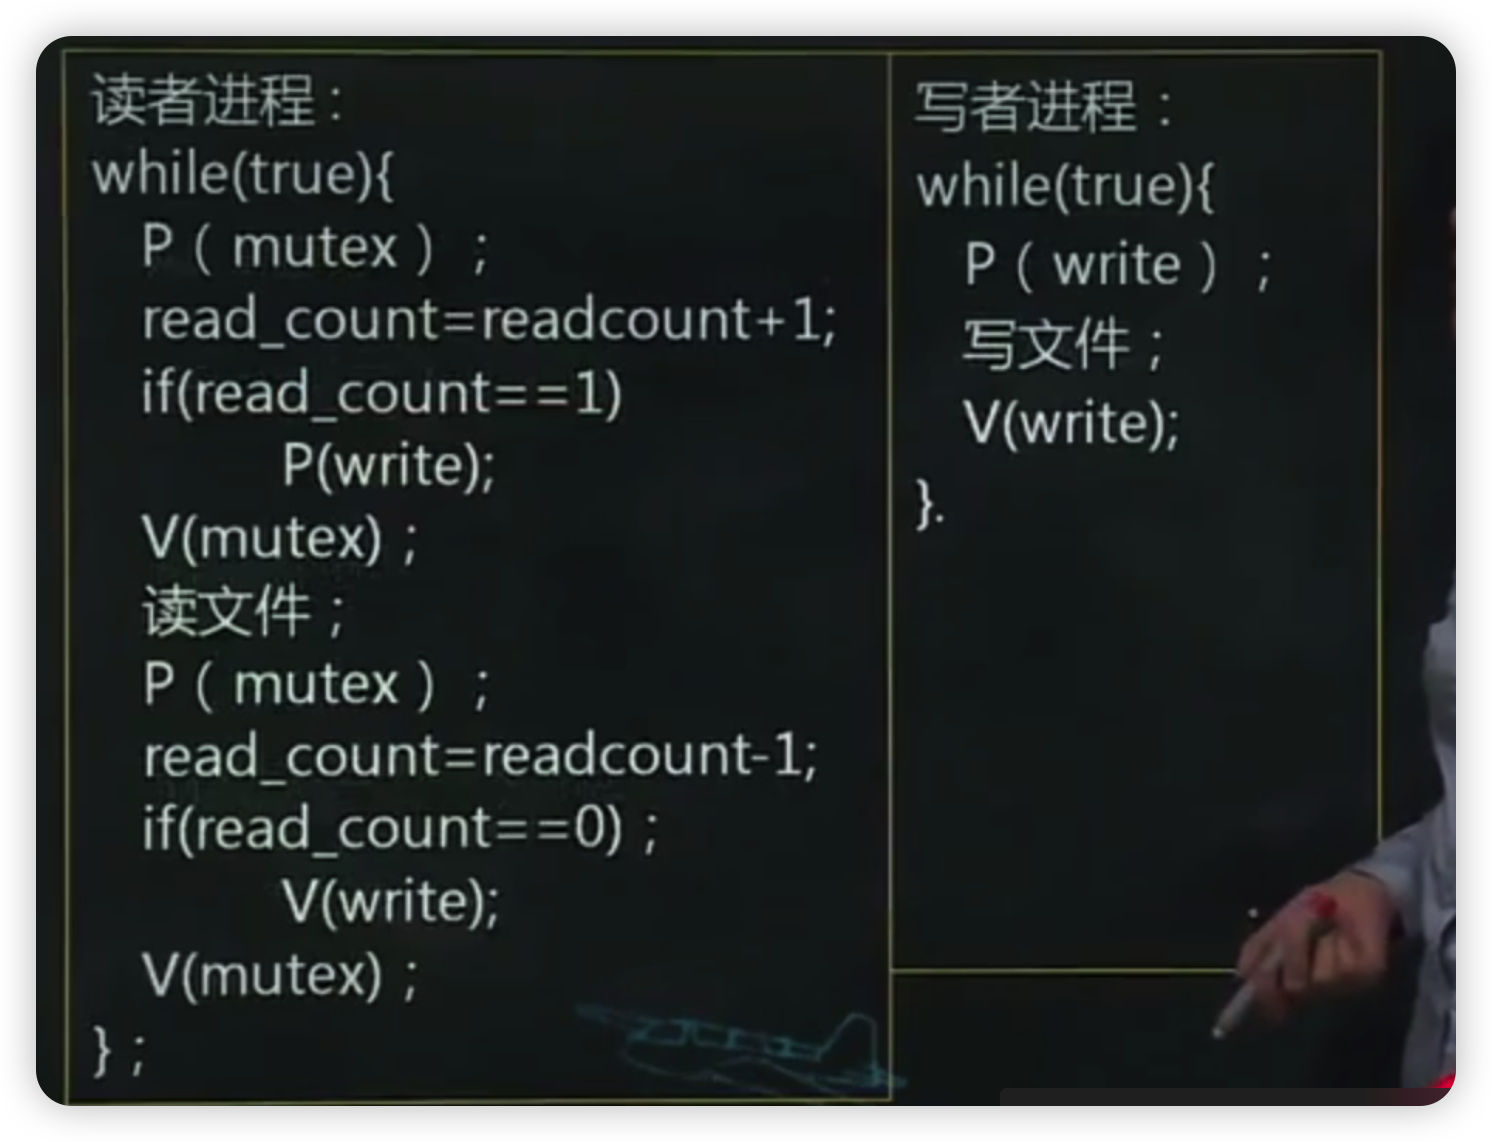 读者进程：
while(true){
P（mutex）；
read_count=readcount+1;
if(read_count==1)
P(write);
V(mutex)；
读文件；
P（mutex）；
read_count=readcount-1;
if(read_count==0)；
V(write);
V(mutex)；
}；
写者进程：
while(true){
P（write）；
写文件；
V(write);
}.